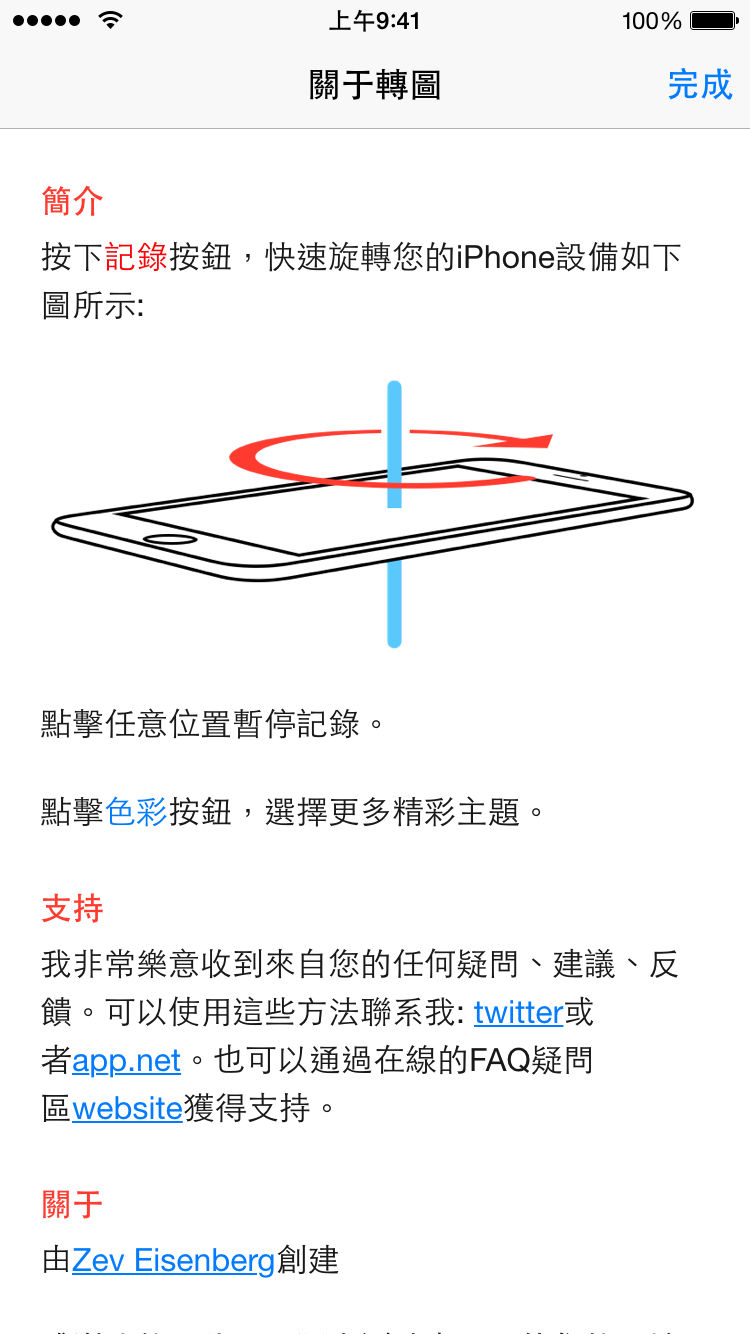 上午9:41
100%
關于轉圖
完成
簡介
按下記錄按鈕，快速旋轉您的iPhone設備如下
圖所示:
點擊任意位置暫停記錄。
點擊色彩按鈕，選擇更多精彩主題。
支持
我非常樂意收到來自您的任何疑問、建議、反
饋。可以使用這些方法聯系我: twitter或
者app.net。也可以通過在線的FAQ疑問
區website獲得支持。
關于
由Zev Eisenberg創建